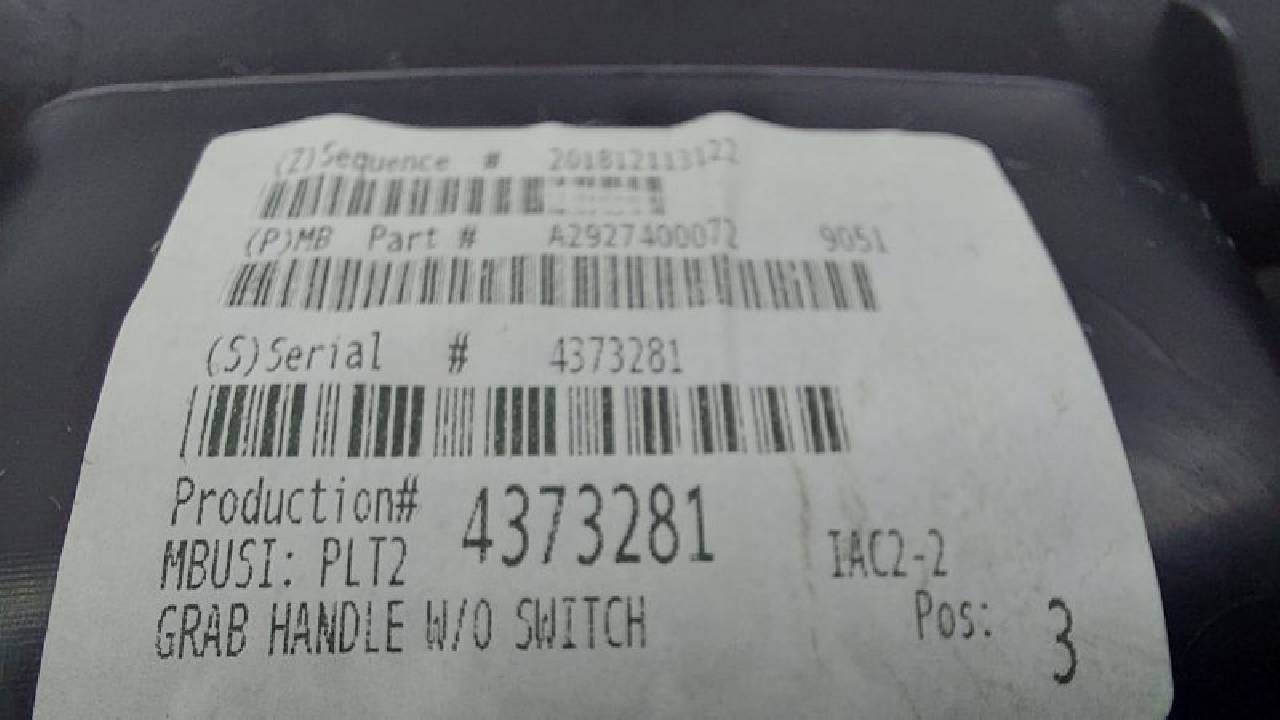 (Z)Sequence # 201812113122
(P)MB Part # A2927400072 9051
(S)Serial # 4373281
Production# 4373281
MBUSI: PLT2 IAC2-2
GRAB HANDLE W/O SWITCH Pos: 3